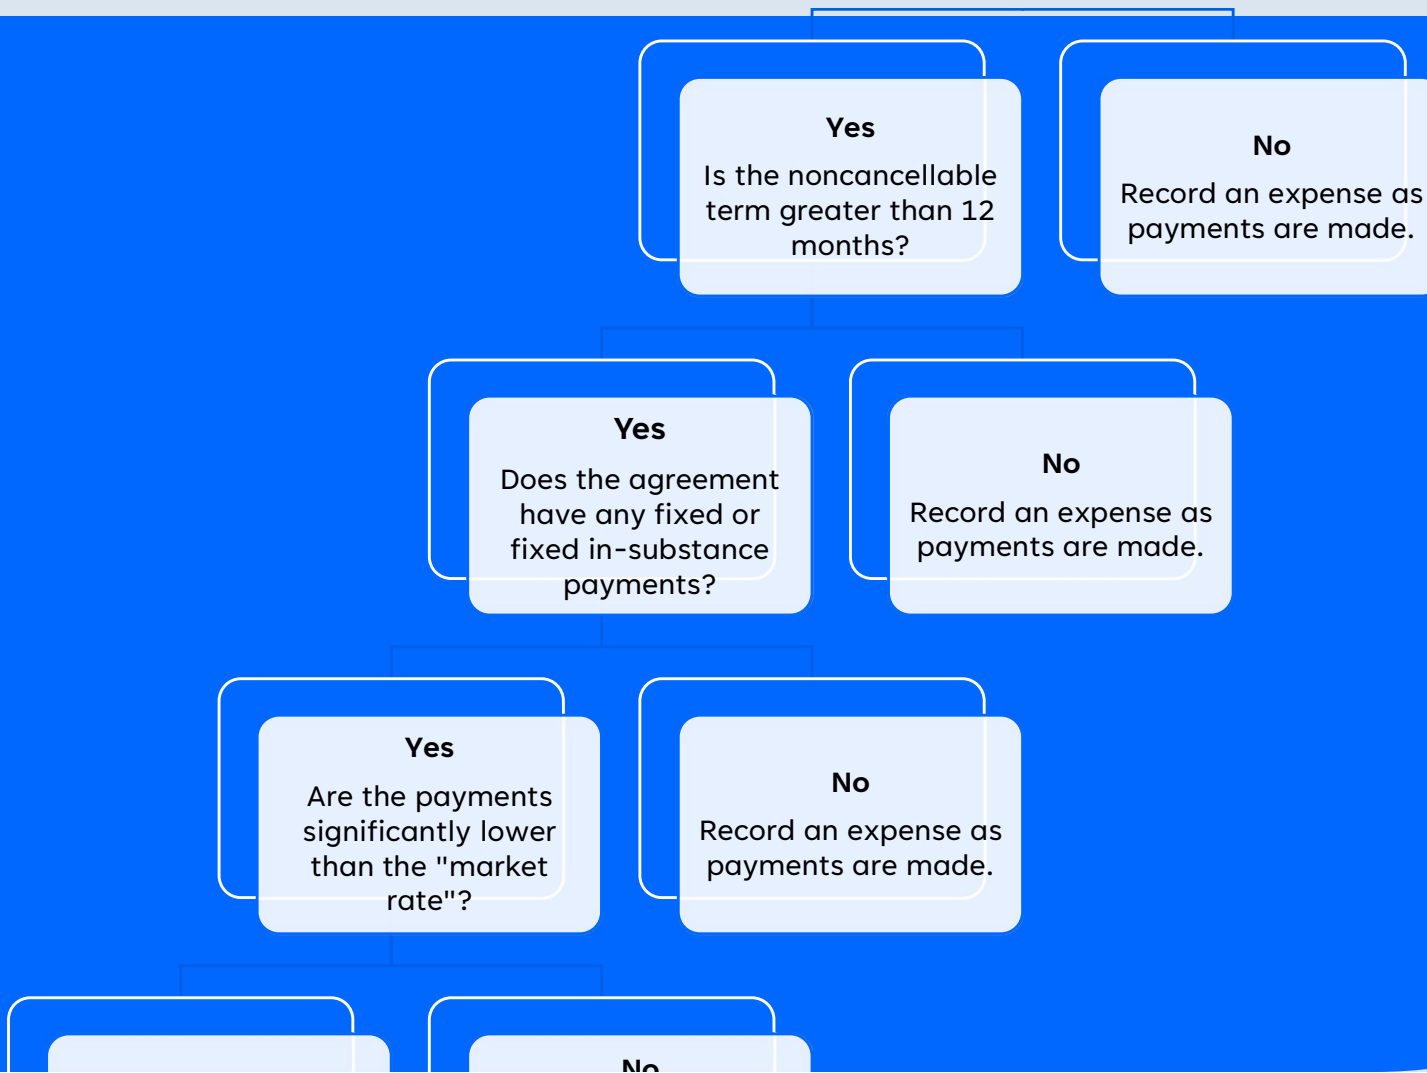 Yes
Is the noncancellable
term greater than 12
months?
No
Record an expense as
payments are made.
Yes
Does the agreement
have any fixed or
fixed in-substance
payments?
No
Record an expense as
payments are made.
Yes
Are the payments
significantly lower
than the "market
rate"?
No
Record an expense as
payments are made.
No